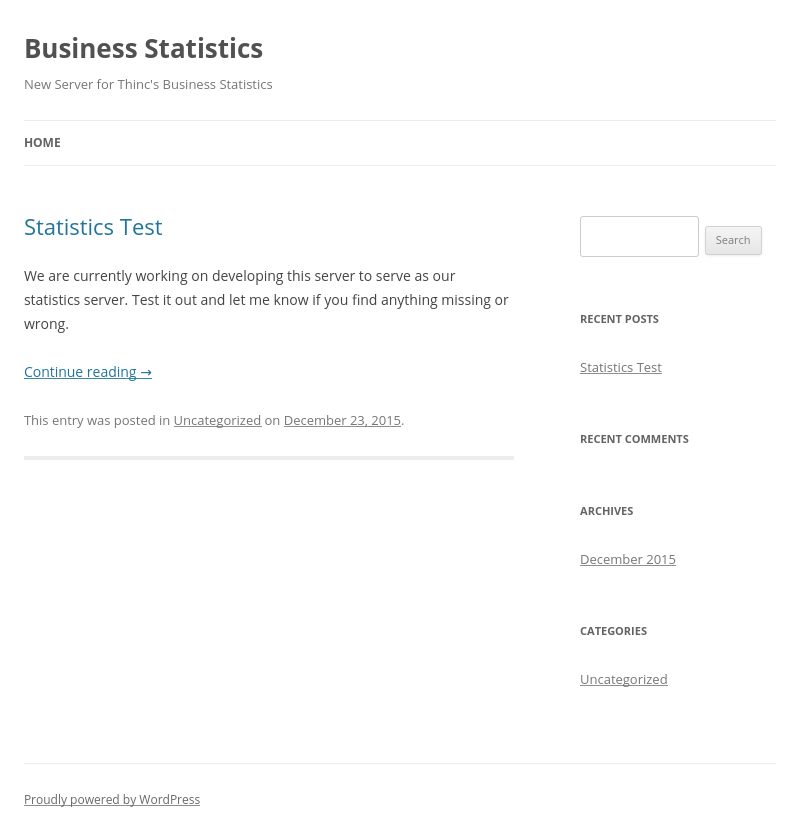 Business Statistics
New Server for Thinc's Business Statistics
HOME
Statistics Test
We are currently working on developing this server to serve as our
statistics server. Test it out and let me know if you find anything missing or
wrong.
Continue reading →
This entry was posted in Uncategorized on December 23, 2015.
Search
RECENT POSTS
Statistics Test
RECENT COMMENTS
ARCHIVES
December 2015
CATEGORIES
Uncategorized
Proudly powered by WordPress